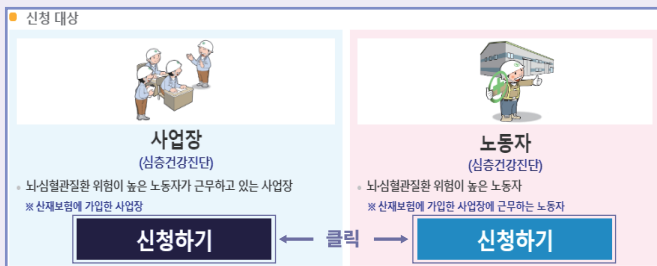 신청 대상
사업장
(심층건강진단)
뇌심혈관질환 위험이 높은 노동자가 근무하고 있는 사업장
※ 산재보험에 가입한 사업장
신청하기
클릭
노동자
(심층건강진단)
뇌심혈관질환 위험이 높은 노동자
※ 산재보험에 가입한 사업장에 근무하는 노동자
신청하기